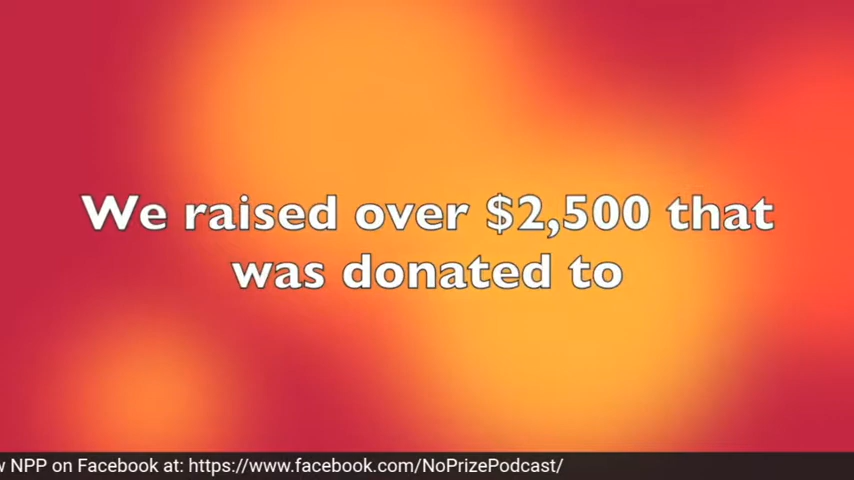 We raised over $2,500 that
was donated to
NPP on Facebook at: https://www.facebook.com/NoPrizePodcast/